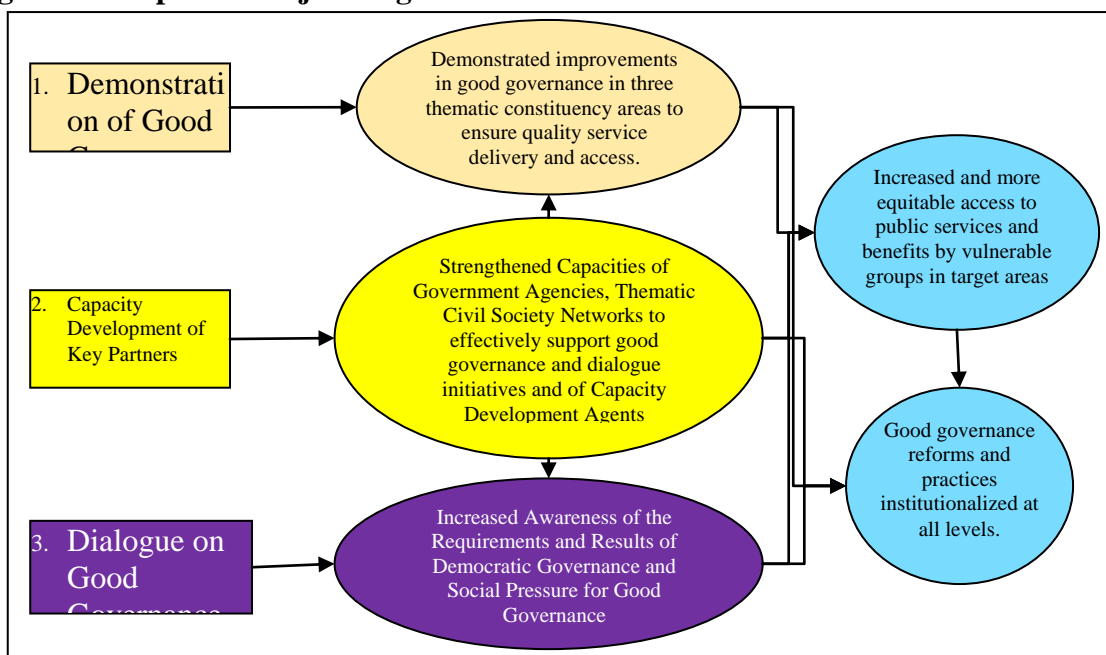 1. Demonstrati
on of Good
Demonstrated improvements
in good governance in three
thematic constituency areas to
ensure quality service
delivery and access.
Increased and more
equitable access to
public services and
benefits by vulnerable
groups in target areas
2. Capacity
Development of
Key Partners
Strengthened Capacities of
Government Agencies, Thematic
Civil Society Networks to
effectively support good
governance and dialogue
initiatives and of Capacity
Development Agents
Good governance
reforms and
practices
institutionalized at
all levels.
3. Dialogue on
Good
Governance
Increased Awareness of the
Requirements and Results of
Democratic Governance and
Social Pressure for Good
Governance